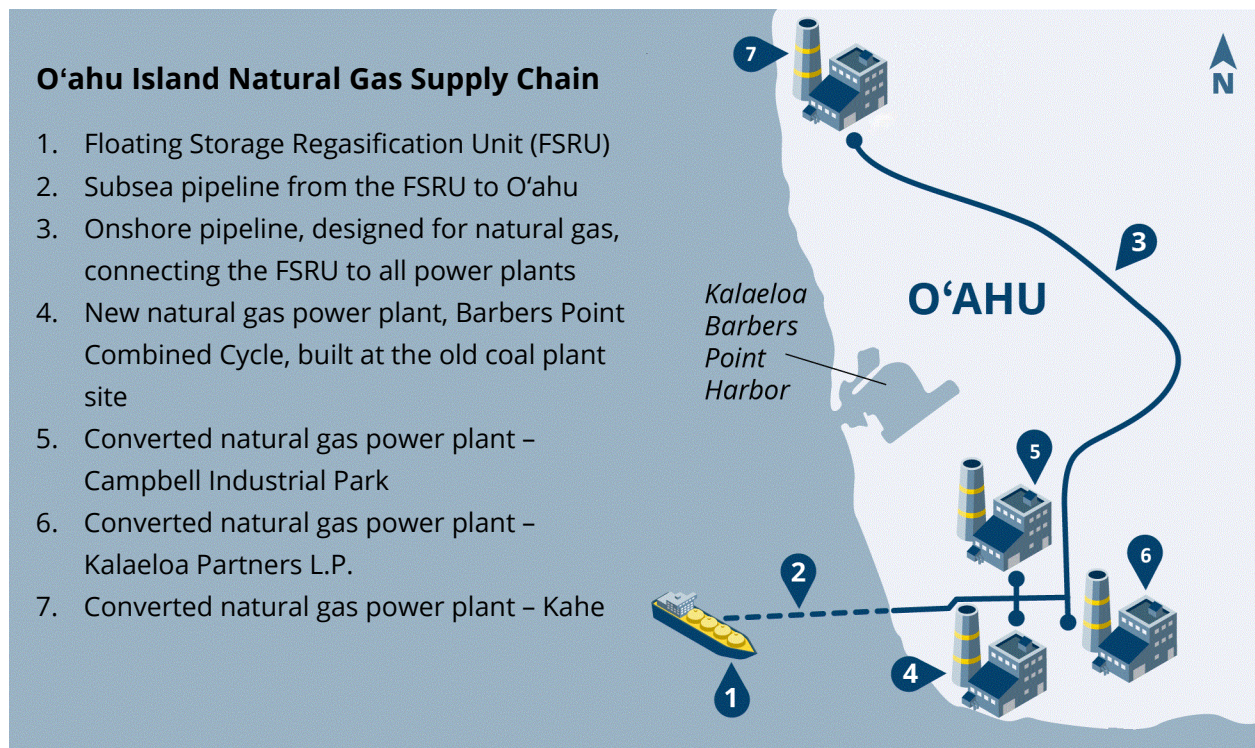 Oʻahu Island Natural Gas Supply Chain
1. Floating Storage Regasification Unit (FSRU)
2. Subsea pipeline from the FSRU to Oʻahu
3. Onshore pipeline, designed for natural gas,
connecting the FSRU to all power plants
4. New natural gas power plant, Barbers Point
Combined Cycle, built at the old coal plant
site
5. Converted natural gas power plant –
Campbell Industrial Park
6. Converted natural gas power plant –
Kalaeloa Partners L.P.
7. Converted natural gas power plant – Kahe
7
N
3
OʻAHU
Kalaeloa
Barbers
Point
Harbor
5
6
2
4
1